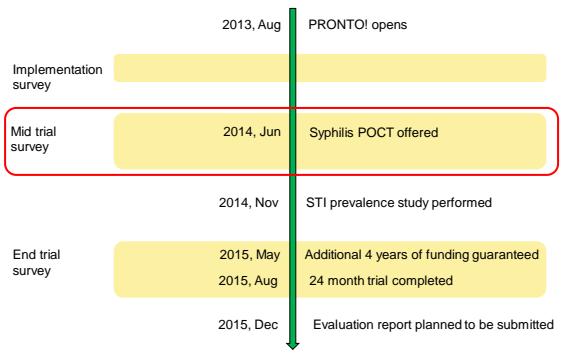 2013, Aug PRONTO! opens
Implementation
survey
Mid trial
survey
2014, Jun Syphilis POCT offered
2014, Nov STI prevalence study performed
End trial
survey
2015, May Additional 4 years of funding guaranteed
2015, Aug 24 month trial completed
2015, Dec Evaluation report planned to be submitted